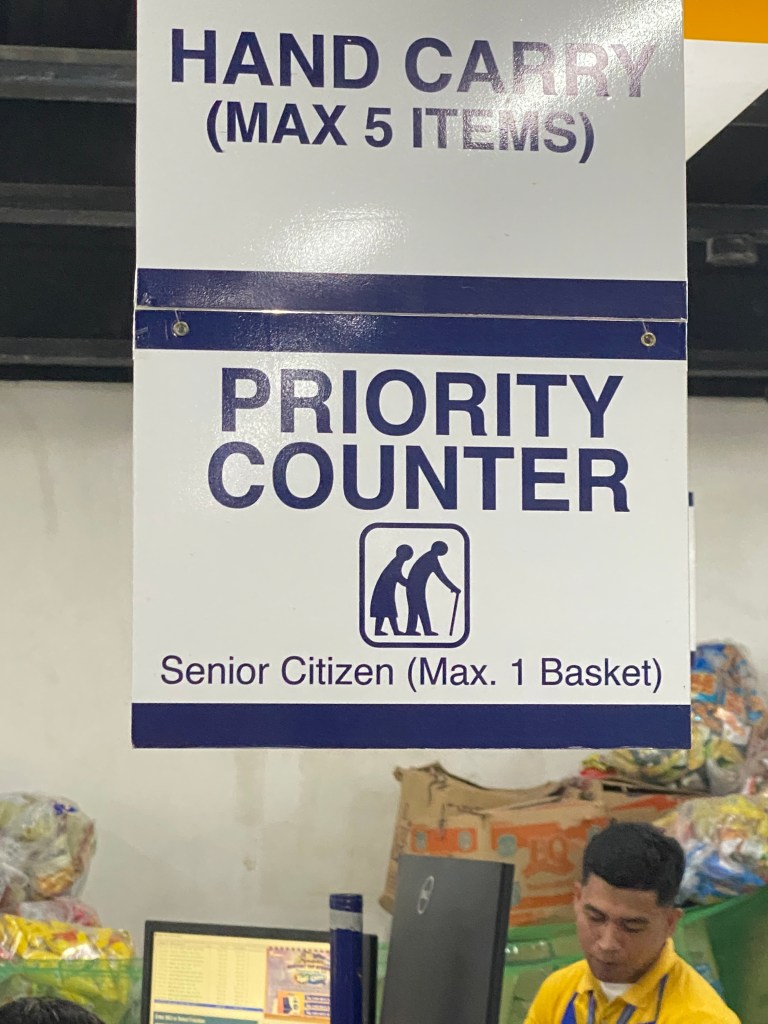 HAND CARRY
(MAX 5 ITEMS)
PRIORITY
COUNTER
Senior Citizen (Max. 1 Basket)